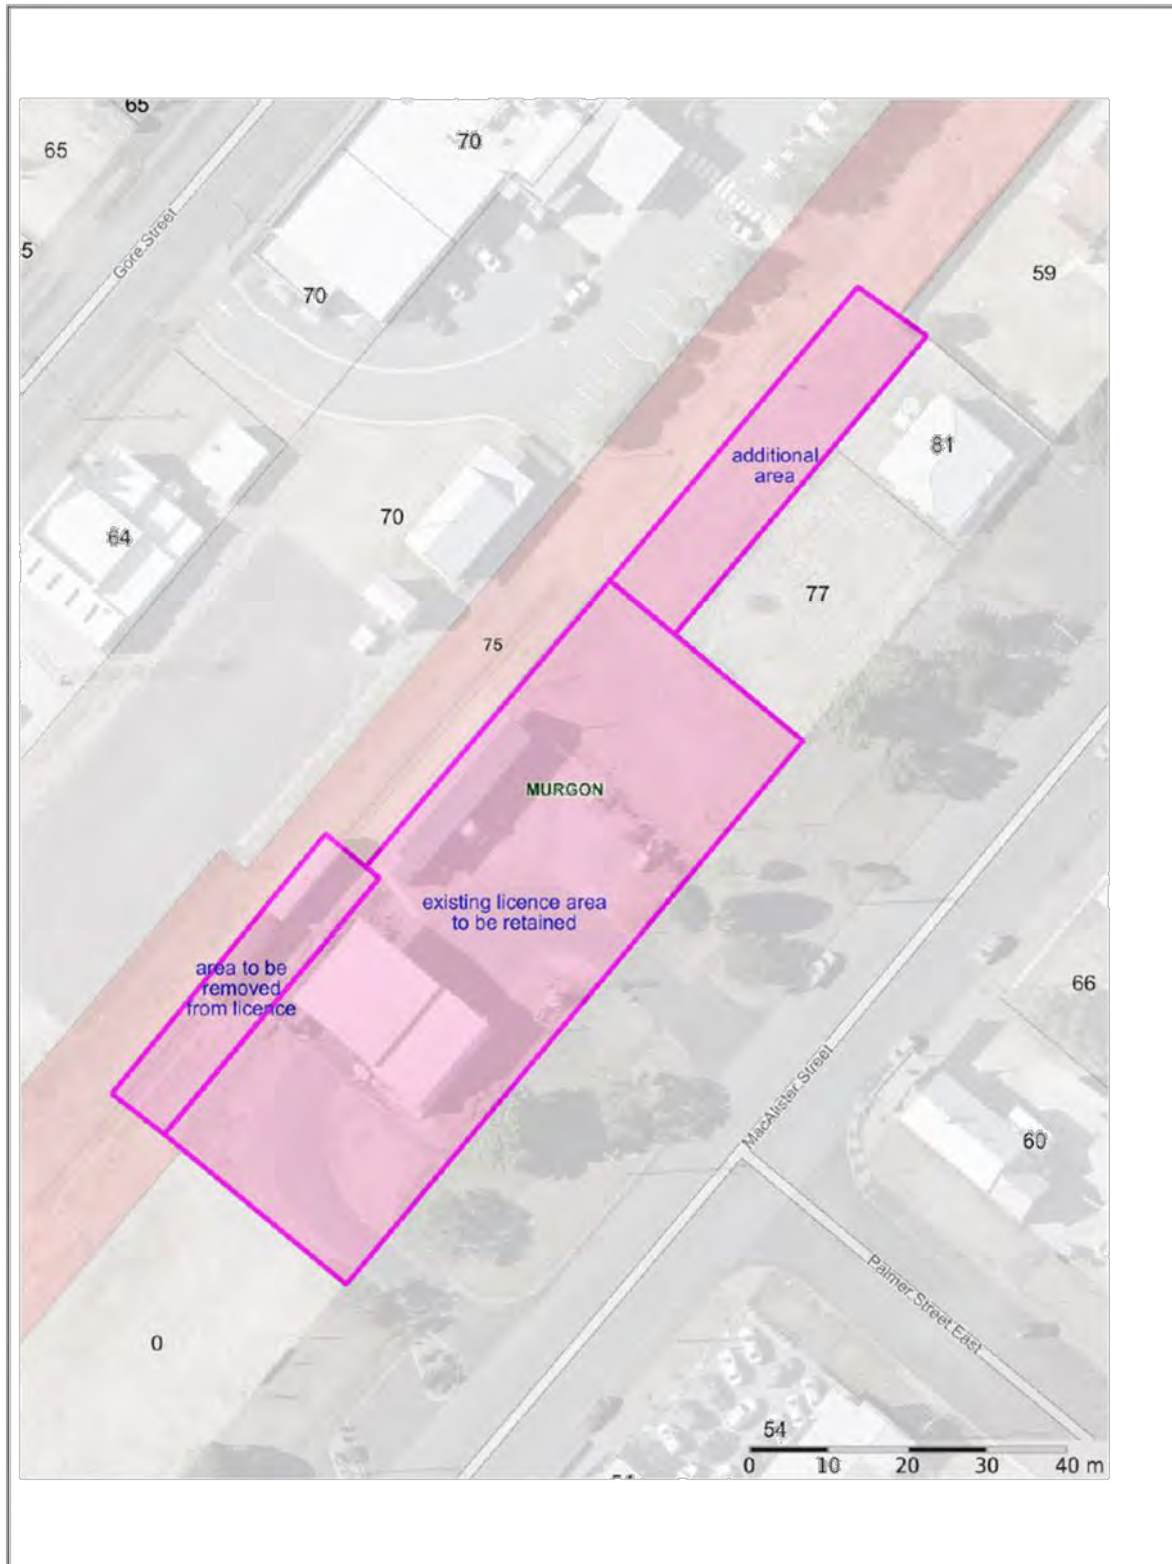 65
65
70
Gore Street
5
59
70
81
additional
area
70
64
77
75
MURGON
existing licence area
to be retained
area to be
removed
from licence
66
MacAlister Street
60
Palmer Street East
0
54
0 10 20 30 40 m